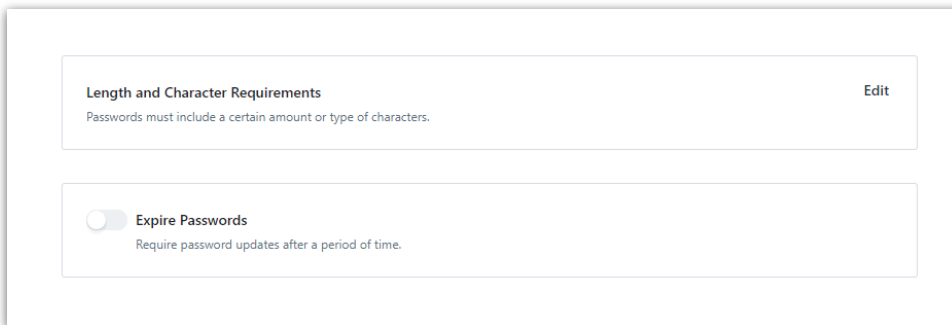 Length and Character Requirements
Edit
Passwords must include a certain amount or type of characters.
Expire Passwords
Require password updates after a period of time.